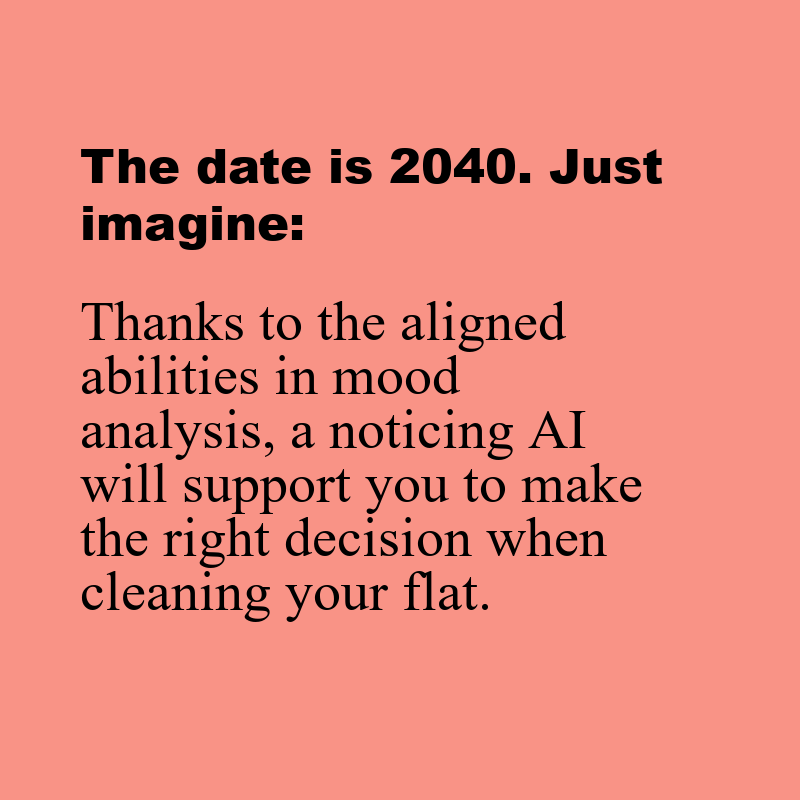 The date is 2040. Just
imagine:
Thanks to the aligned
abilities in mood
analysis, a noticing AI
will support you to make
the right decision when
cleaning your flat.